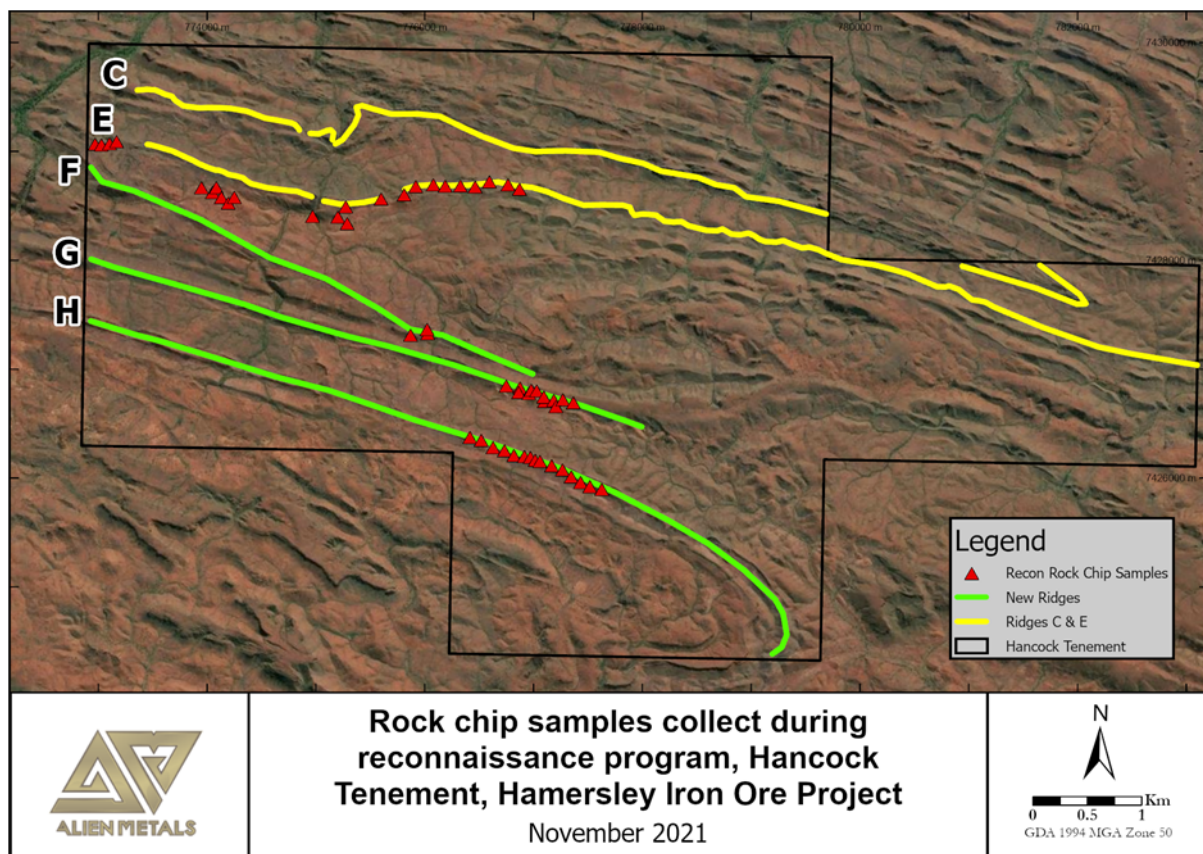 774000 m
776000 m
778000 m
780000 m
782000 m
7430000 m
C
E
F
G
7428000 m
H
7426000 m
Legend
Recon Rock Chip Samples
New Ridges
Ridges C & E
Hancock Tenement
ALIEN METALS
Rock chip samples collect during
reconnaissance program, Hancock
Tenement, Hamersley Iron Ore Project
November 2021
N
Km
0 0.5 1
GDA 1994 MGA Zone 50